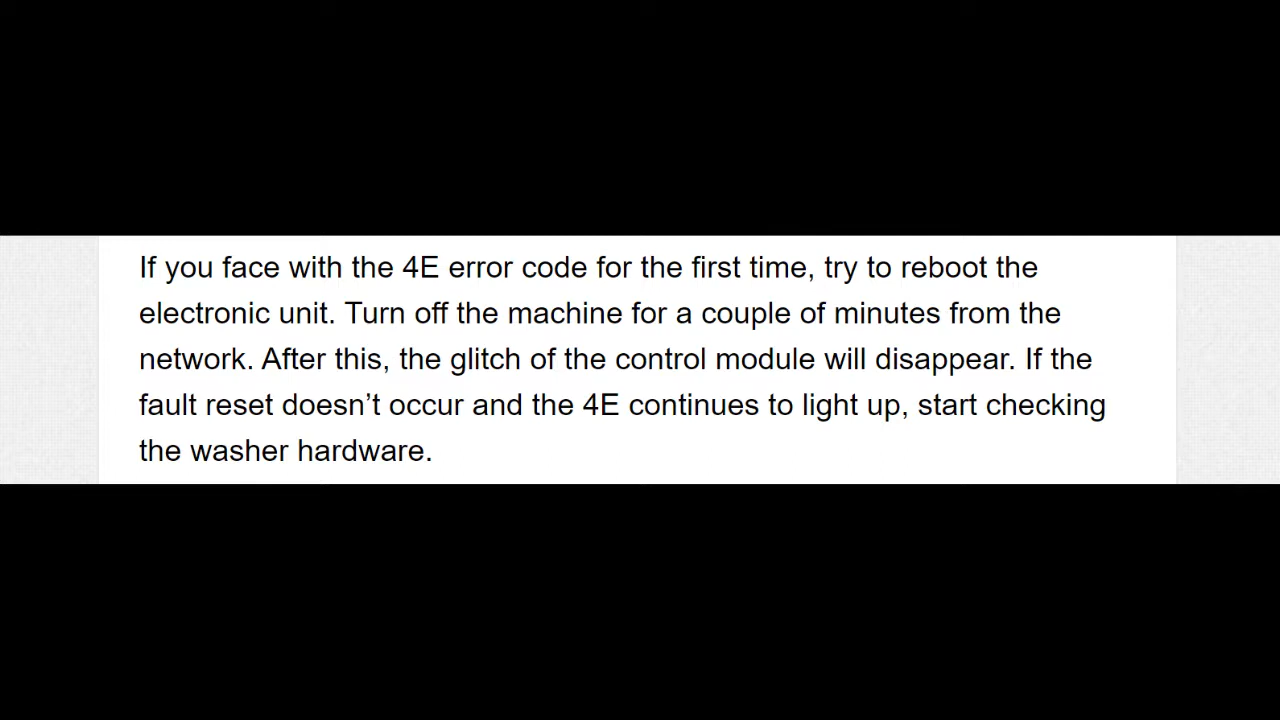 If you face with the 4E error code for the first time, try to reboot the
electronic unit. Turn off the machine for a couple of minutes from the
network. After this, the glitch of the control module will disappear. If the
fault reset doesn’t occur and the 4E continues to light up, start checking
the washer hardware.